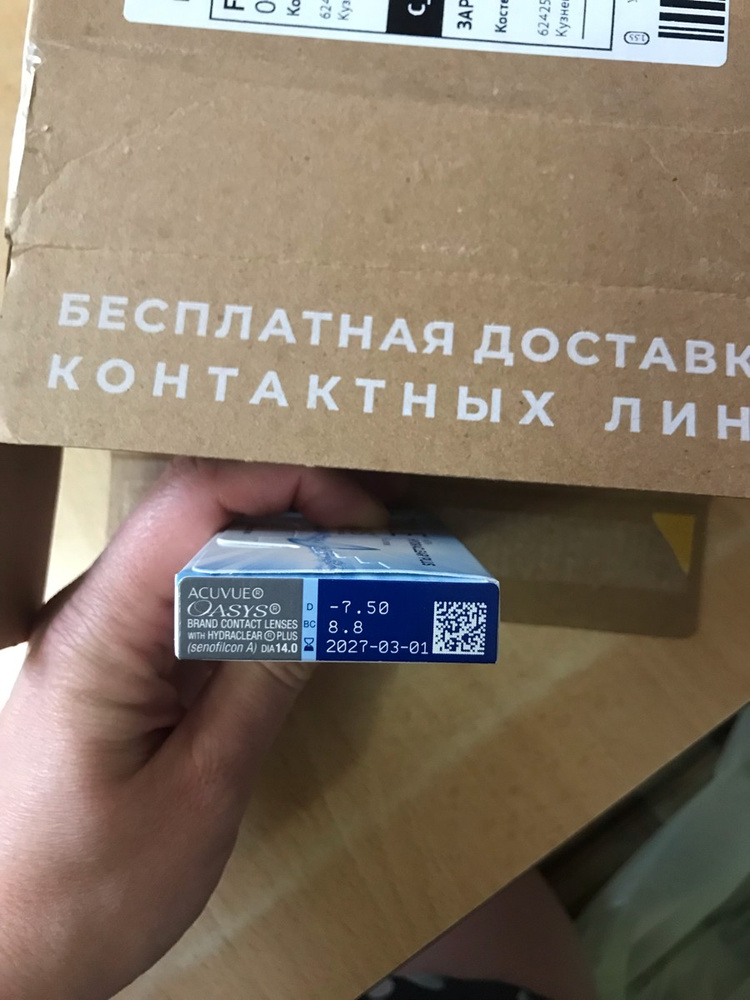 ЗАР
БЕСПЛАТНАЯ ДОСТАВК
КОНТАКТНЫХ ЛИН
ACUVUE®
OASYS®
BRAND CONTACT LENSES
WITH HYDRACLEAR® PLUS
(senofilcon A) DIA 14.0
D -7.50
BC 8.8
2027-03-01